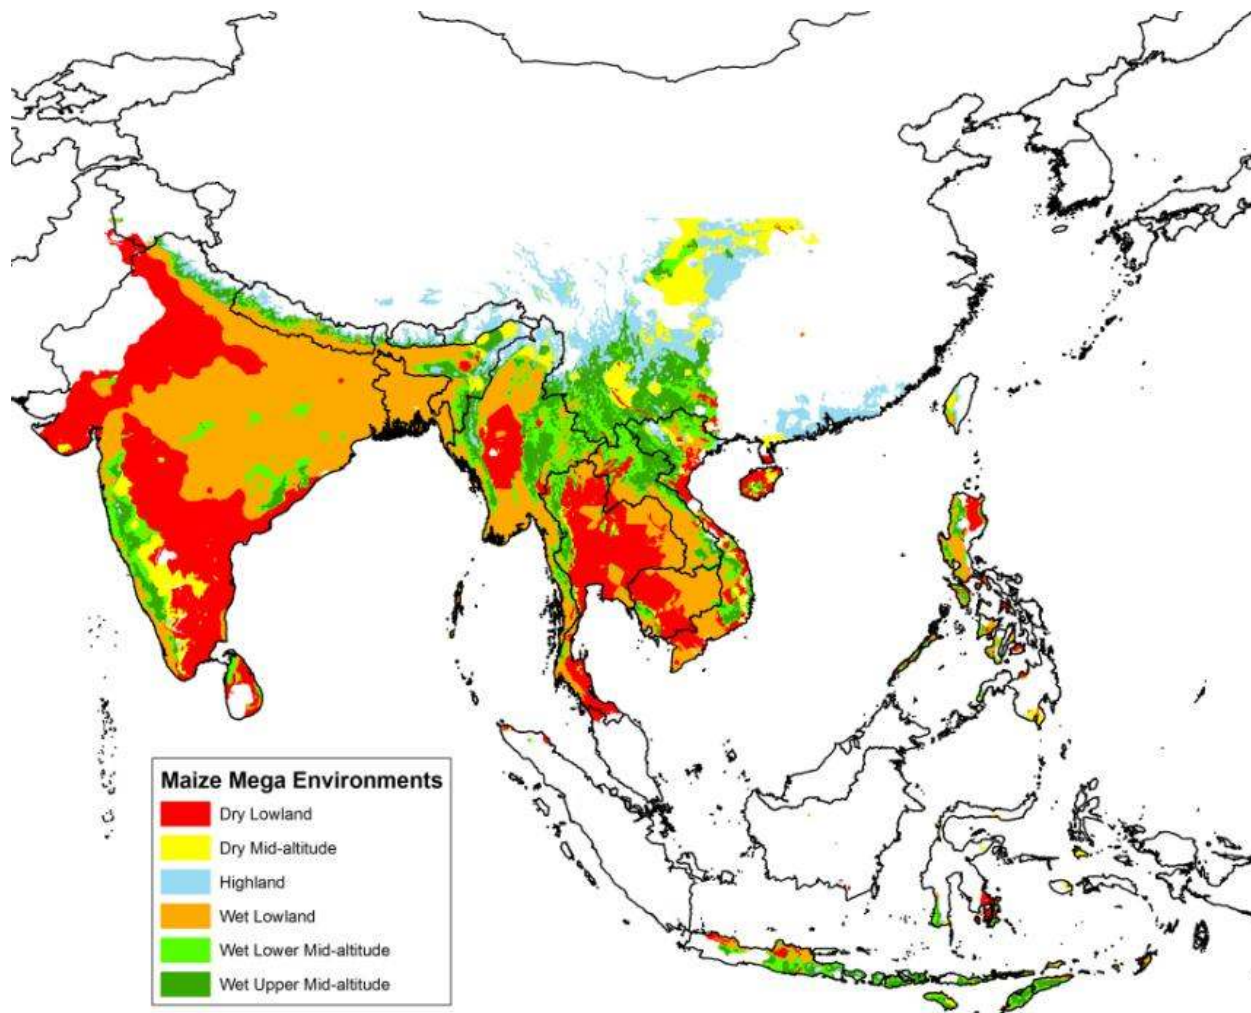 Maize Mega Environments
Dry Lowland
Dry Mid-altitude
Highland
Wet Lowland
Wet Lower Mid-altitude
Wet Upper Mid-altitude